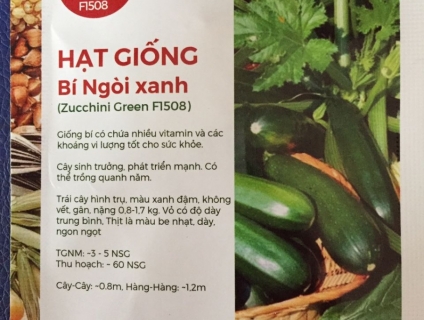 F1508
HẠT GIỐNG
Bí Ngòi xanh
(Zucchini Green F1508)
Giống bí có chứa nhiều vitamin và các
khoáng vi lượng tốt cho sức khỏe.
Cây sinh trưởng, phát triển mạnh. Có
thể trồng quanh năm.
Trái cây hình trụ, màu xanh đậm, không
vết, gân, nặng 0,8-1,7 kg. Vỏ có độ dày
trung bình, Thịt là màu be nhạt, dày,
ngon ngọt
TGNM: ~3 - 5 NSG
Thu hoạch: ~ 60 NSG
Cây-Cây: ~0.8m, Hàng-Hàng: ~1,2m